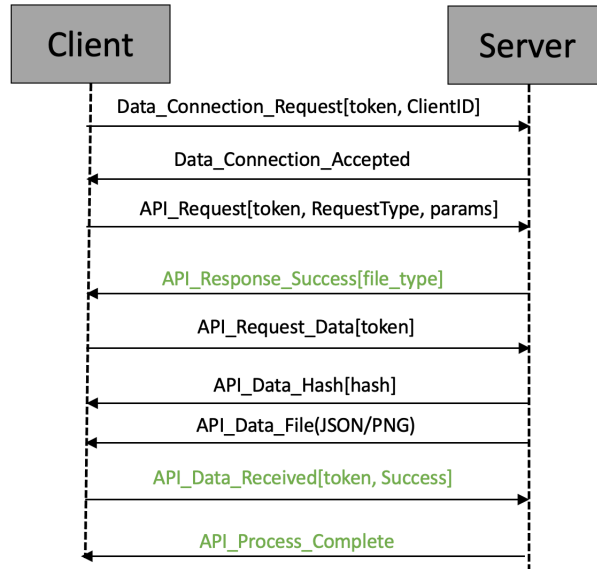 Client
Server
Data_Connection_Request[token, ClientID]
Data_Connection_Accepted
API_Request[token, RequestType, params]
API_Response_Success[file_type]
API_Request_Data[token]
API_Data_Hash[hash]
API_Data_File(JSON/PNG)
API_Data_Received[token, Success]
API_Process_Complete